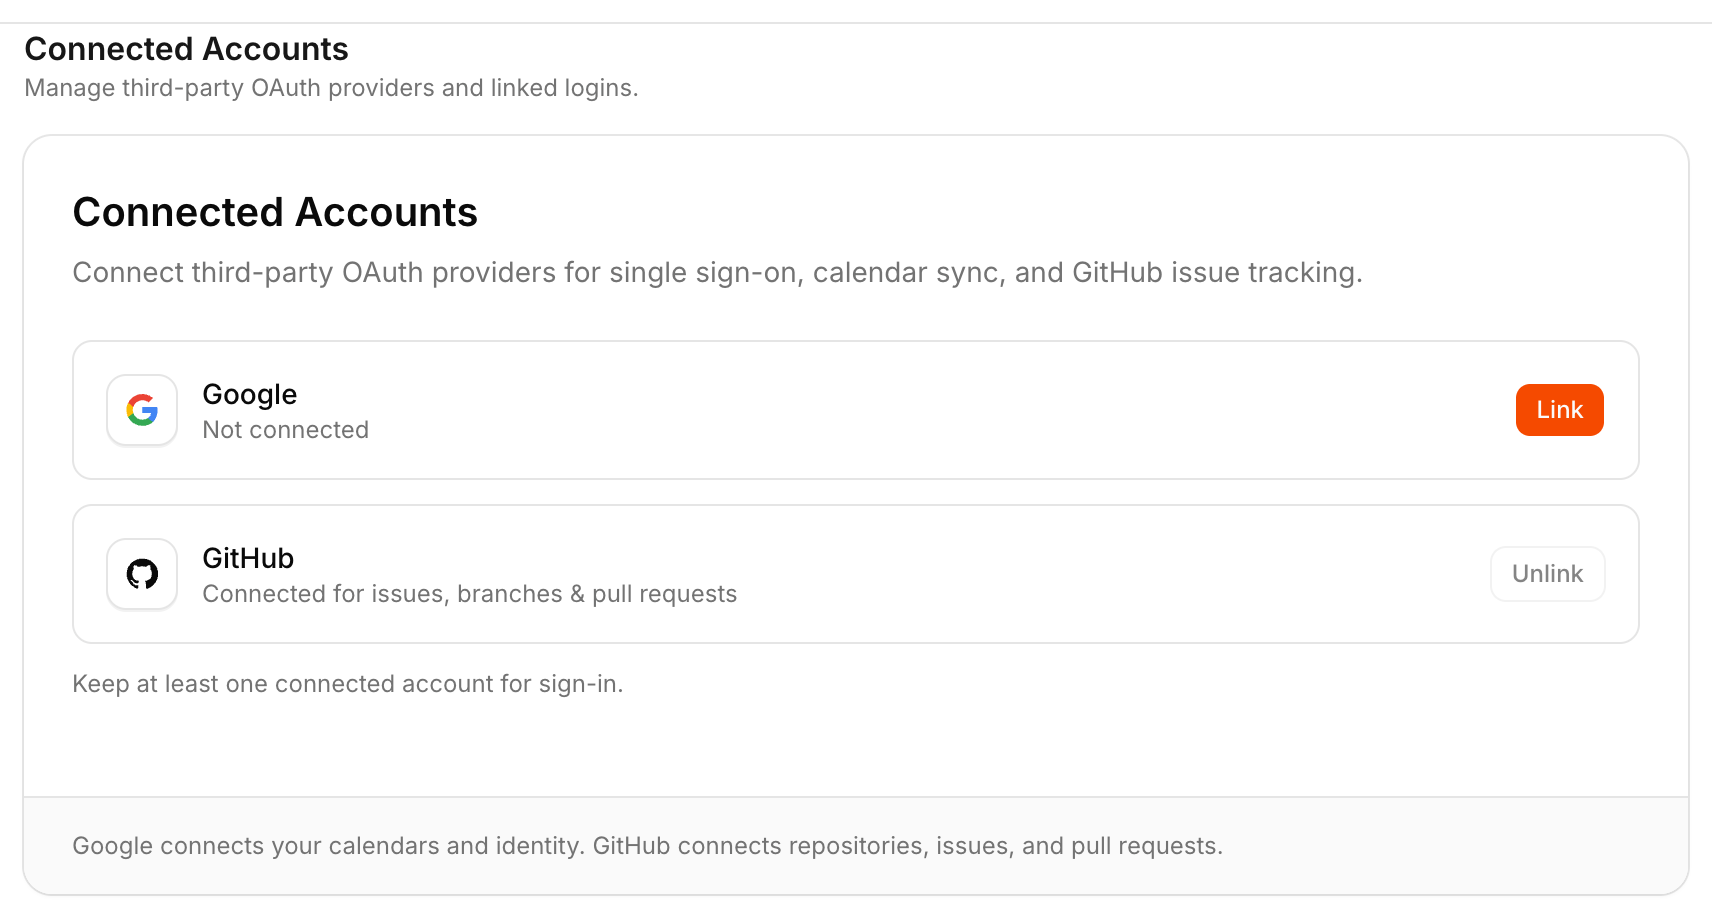 Connected Accounts
Manage third-party OAuth providers and linked logins.
Connected Accounts
Connect third-party OAuth providers for single sign-on, calendar sync, and GitHub issue tracking.
Google
Not connected
Link
GitHub
Connected for issues, branches & pull requests
Unlink
Keep at least one connected account for sign-in.
Google connects your calendars and identity. GitHub connects repositories, issues, and pull requests.